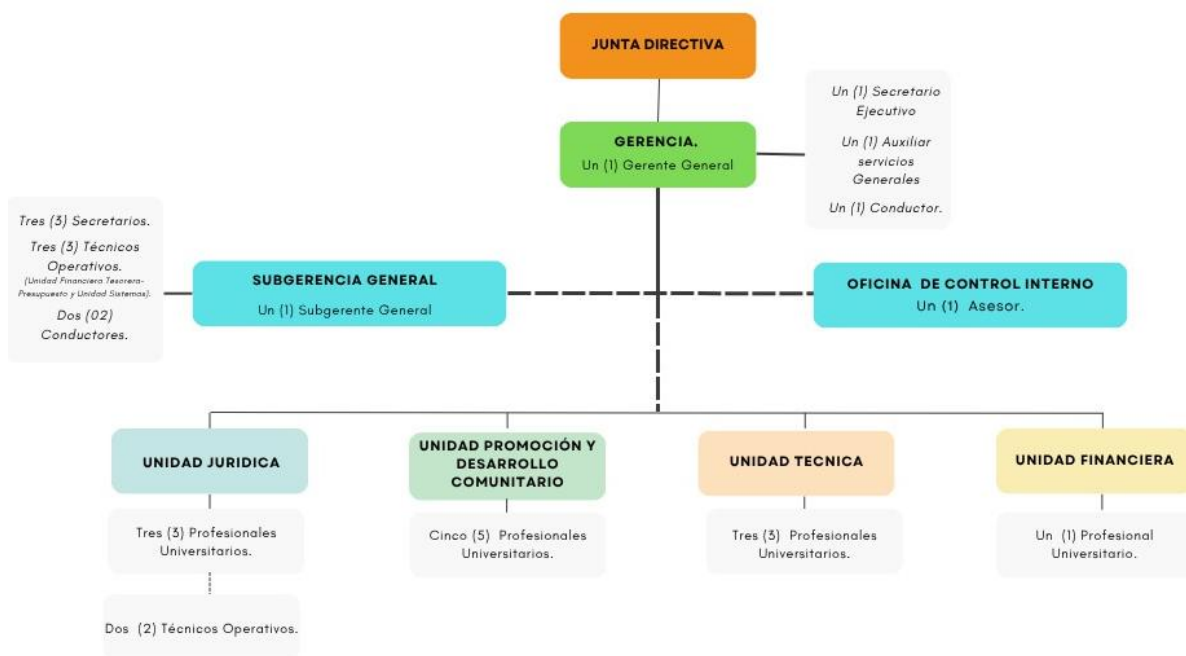 JUNTA DIRECTIVA
Un (1) Secretario
Ejecutivo
Un (1) Auxiliar
servicios
Generales
Un (1) Conductor.
GERENCIA.
Un (1) Gerente General
Tres (3) Secretarios.
Tres (3) Técnicos
Operativos.
(Unidad Financiera Tesorera-
Presupuesto y Unidad Sistemas).
Dos (02)
Conductores.
SUBGERENCIA GENERAL
Un (1) Subgerente General
OFICINA DE CONTROL INTERNO
Un (1) Asesor.
UNIDAD JURIDICA
Tres (3) Profesionales
Universitarios.
Dos (2) Técnicos Operativos.
UNIDAD PROMOCIÓN Y
DESARROLLO
COMUNITARIO
Cinco (5) Profesionales
Universitarios.
UNIDAD TECNICA
Tres (3) Profesionales
Universitarios.
UNIDAD FINANCIERA
Un (1) Profesional
Universitario.